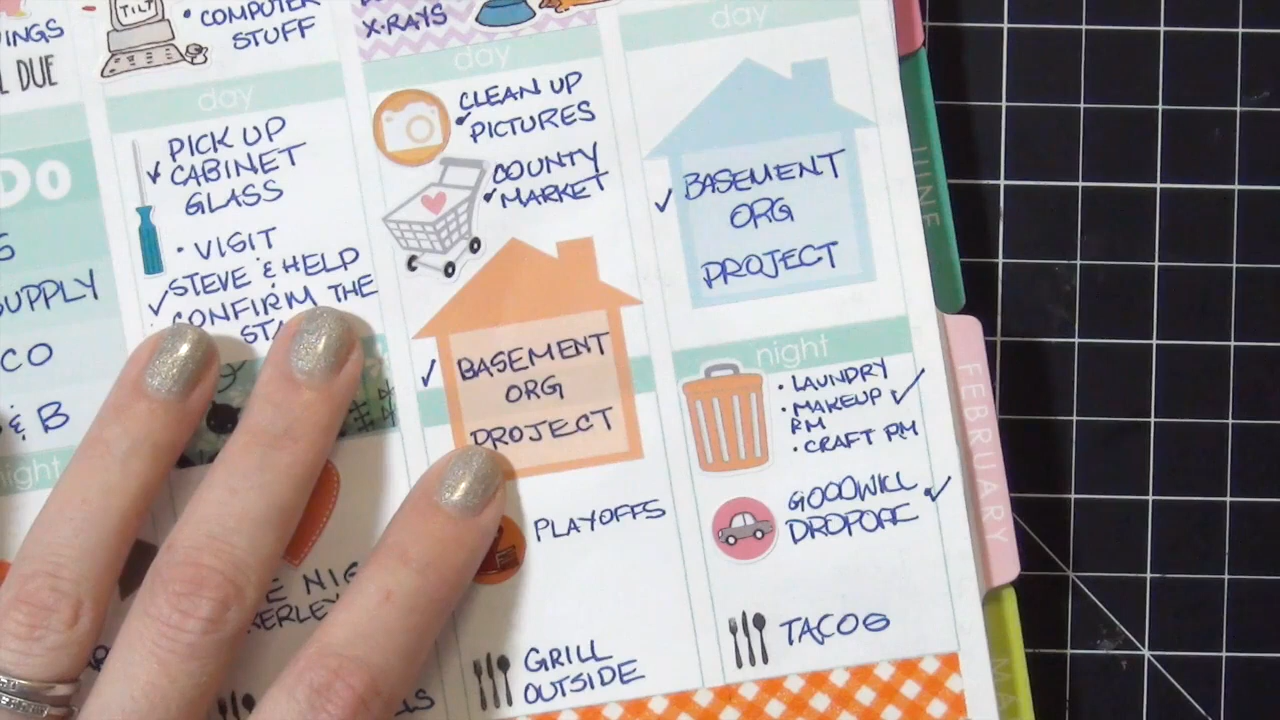 TILT
• COMPUTER
STUFF
X-RAYS
INGS
DUE
day
PICK UP
✓ CABINET
GLASS
• VISIT
✓ STEVE & HELP
CONFIRM THE
day
CLEAN UP
✓ PICTURES
COUNTY
✓ MARKET
✓ BASEMENT
ORG
PROJECT
PLAYOFFS
GRILL
OUTSIDE
day
✓ BASEMENT
ORG
PROJECT
night
• LAUNDRY
• MAKEUP ✓
RM
• CRAFT RM
GOODWILL ✓
DROPOFF
TACOS
DO
SUPPLY
CO
& B
night
JUNE
FEBRUARY
MA